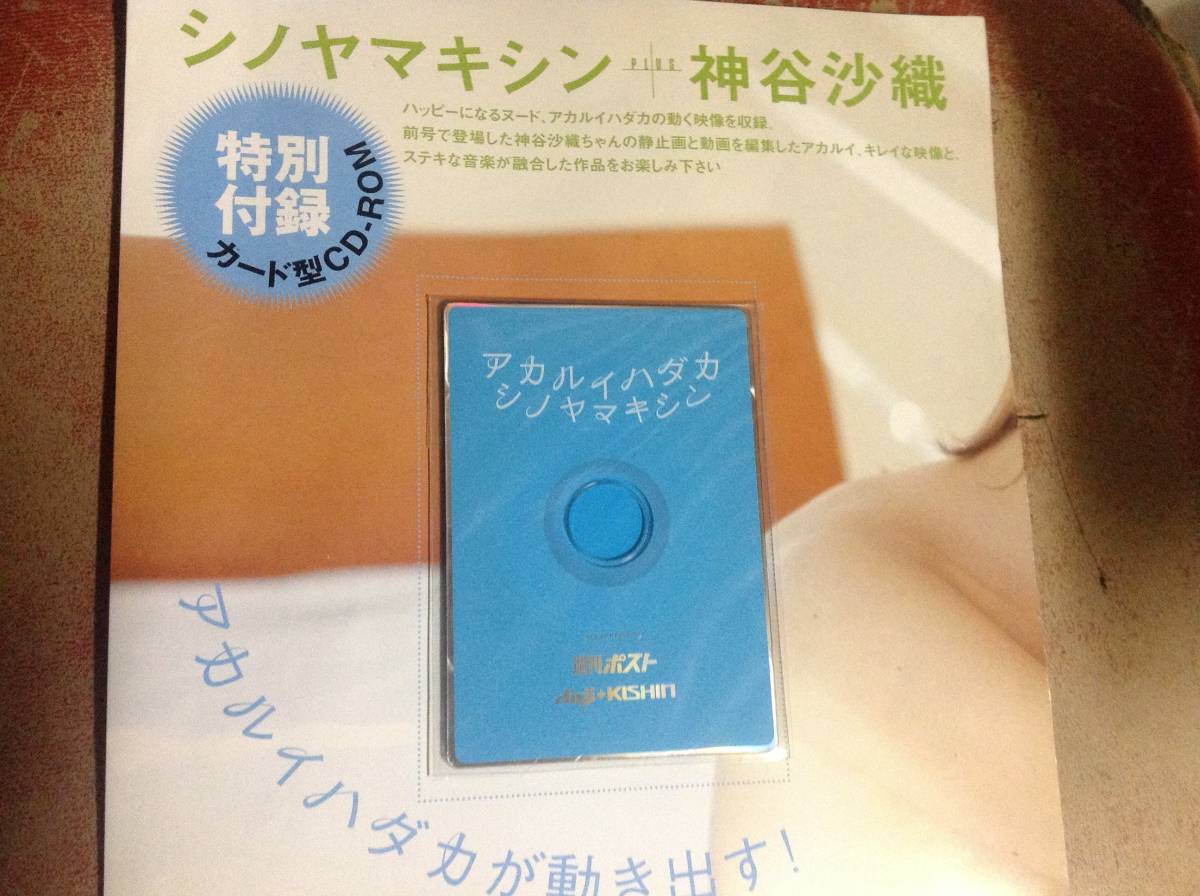 シノヤマキシン PLUS 神谷沙織
ハッピーになるヌード、アカルイハダカの動く映像を収録。
前号で登場した神谷沙織ちゃんの静止画と動画を編集したアカルイ、キレイな映像と、
ステキな音楽が融合した作品をお楽しみ下さい
特別
付録
カード型CD-ROM
アカルイハダカ
シノヤマキシン
週刊ポスト
digi+KISHIN
アカルイハダカが動き出す!